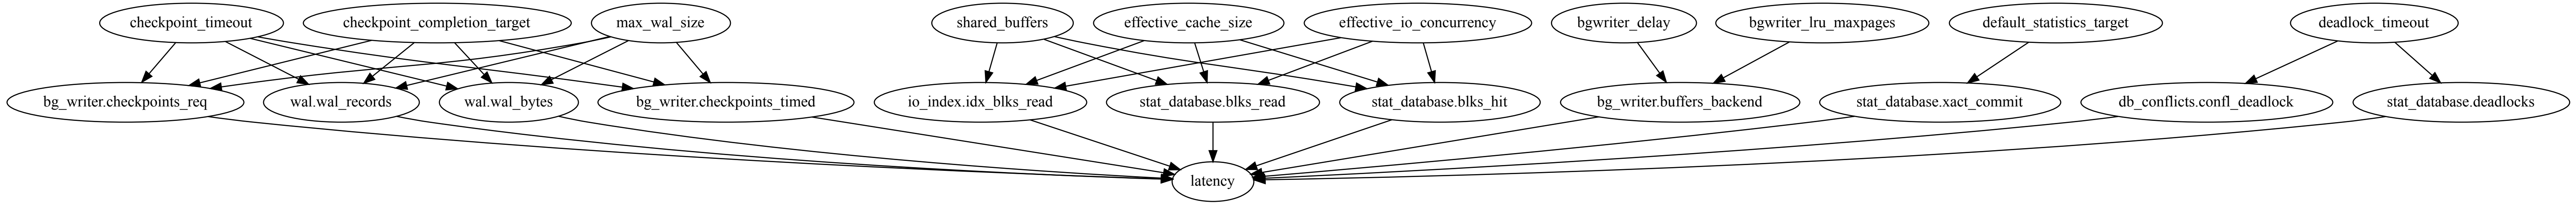 checkpoint_timeout
checkpoint_completion_target
max_wal_size
shared_buffers
effective_cache_size
effective_io_concurrency
bgwriter_delay
bgwriter_lru_maxpages
default_statistics_target
deadlock_timeout
bg_writer.checkpoints_req
wal.wal_records
wal.wal_bytes
bg_writer.checkpoints_timed
io_index.idx_blks_read
stat_database.blks_read
stat_database.blks_hit
bg_writer.buffers_backend
stat_database.xact_commit
db_conflicts.confl_deadlock
stat_database.deadlocks
latency